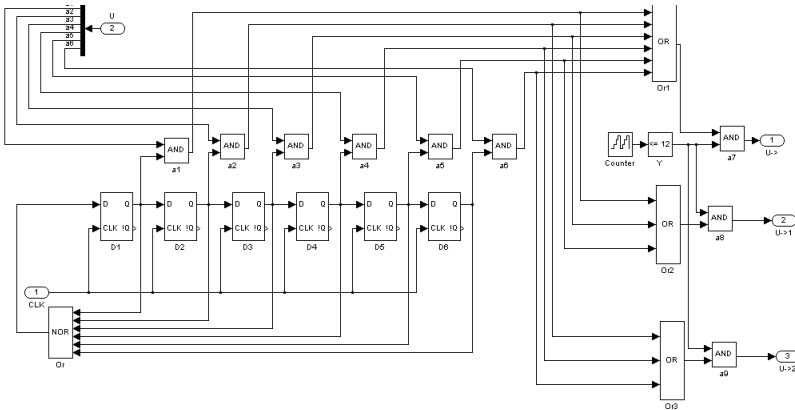 U
2
a2
a3
a4
a5
a6
OR
Or1
AND
a1
AND
a2
AND
a3
AND
a4
AND
a5
AND
a6
Counter
<= 12
Y
AND
a7
1
U->
D Q
CLK !Q
D1
D Q
CLK !Q
D2
D Q
CLK !Q
D3
D Q
CLK !Q
D4
D Q
CLK !Q
D5
D Q
CLK !Q
D6
OR
Or2
AND
a8
2
U->1
1
CLK
NOR
Or
OR
Or3
AND
a9
3
U->2